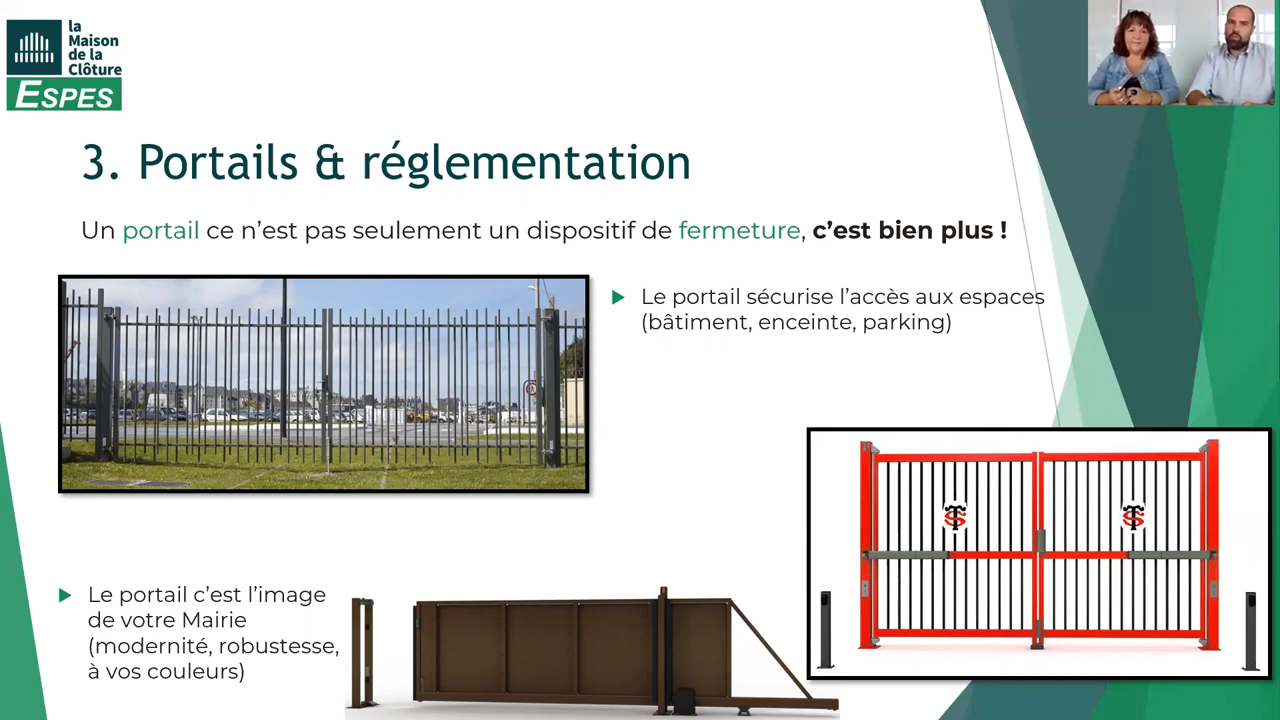 la
Maison
de la
Clôture
ESPES
3. Portails & réglementation
Un portail ce n’est pas seulement un dispositif de fermeture, c’est bien plus !
Le portail sécurise l’accès aux espaces
(bâtiment, enceinte, parking)
Le portail c’est l’image
de votre Mairie
(modernité, robustesse,
à vos couleurs)
ST
ST